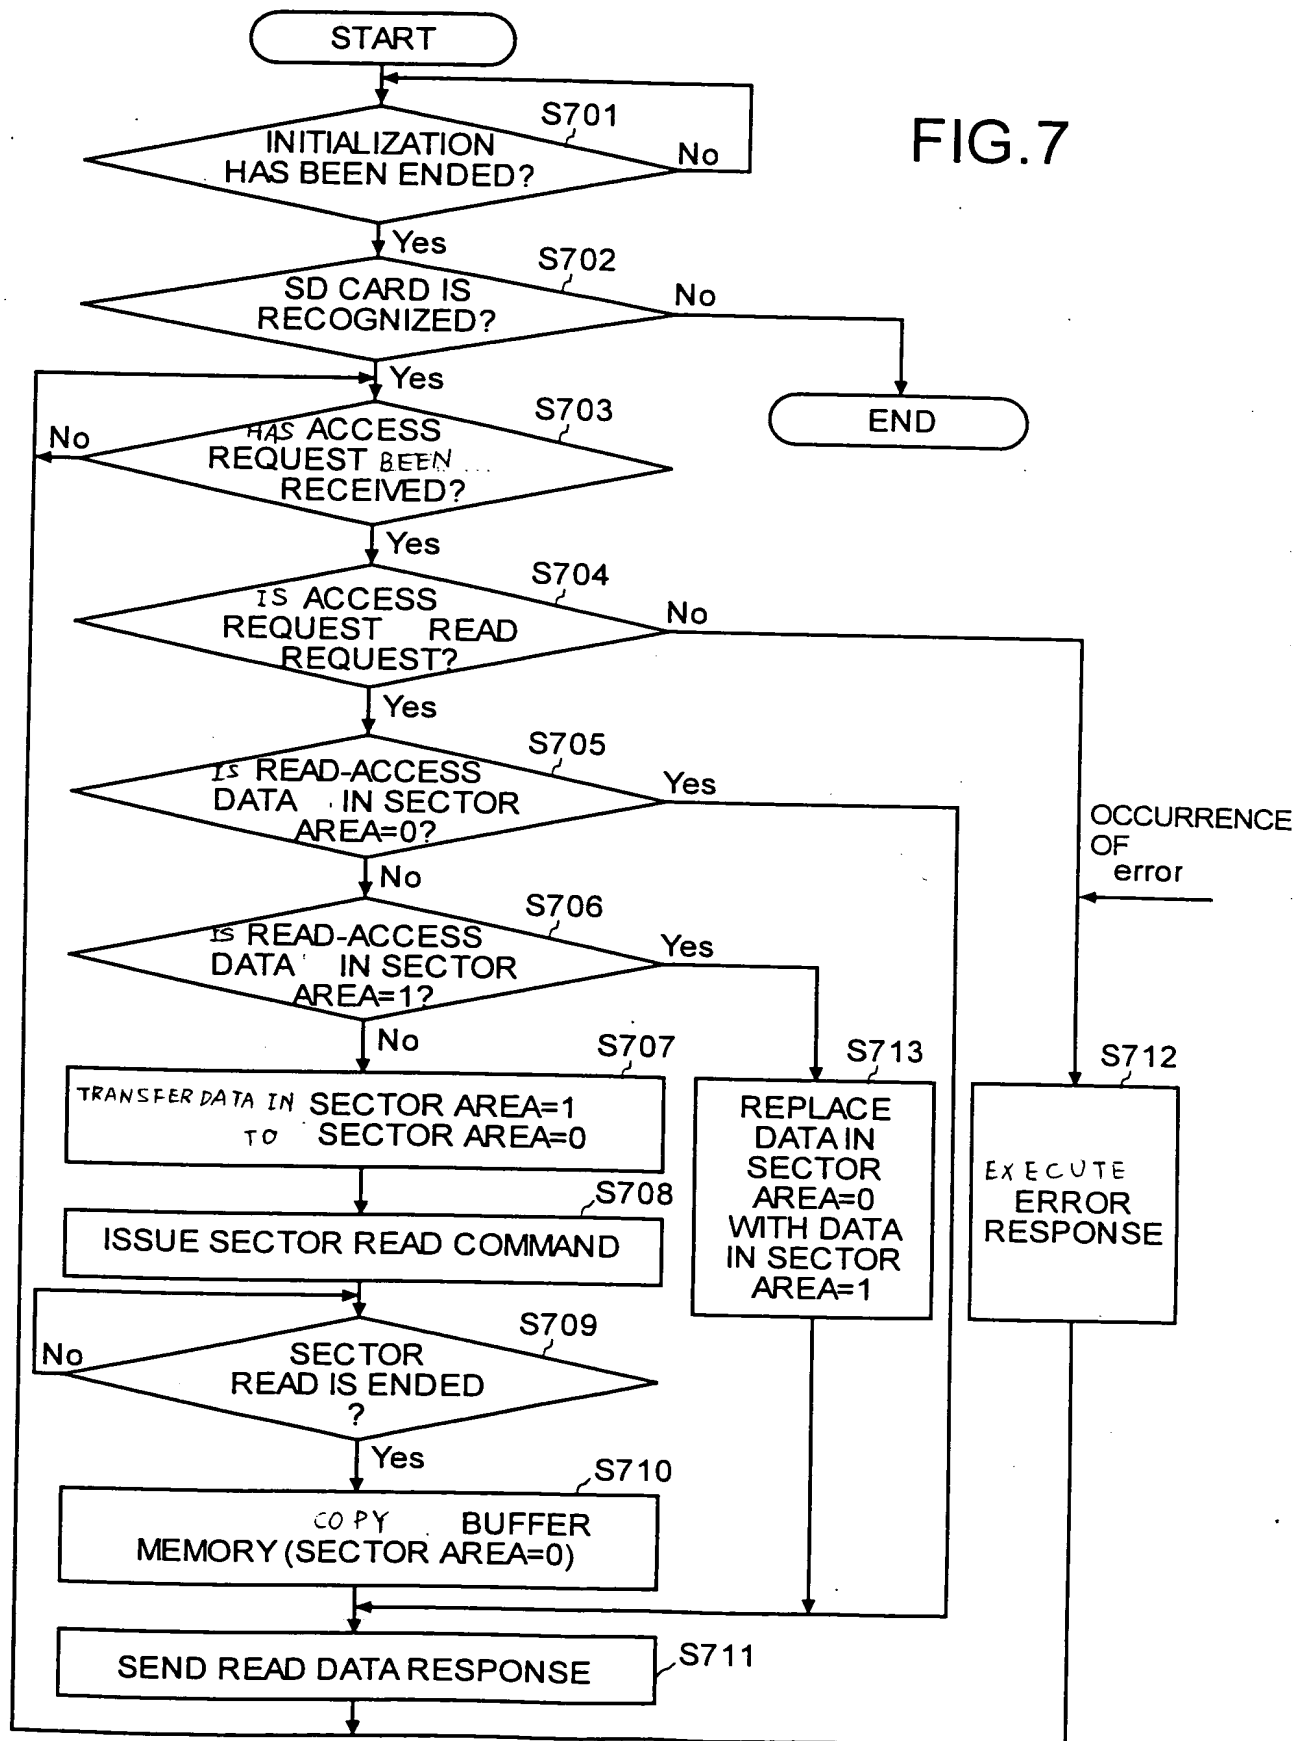 START
FIG.7
S701
INITIALIZATION
HAS BEEN ENDED?
No
Yes
S702
SD CARD IS
RECOGNIZED?
No
Yes
END
S703
HAS ACCESS
REQUEST BEEN
RECEIVED?
No
Yes
S704
IS ACCESS
REQUEST READ
REQUEST?
No
Yes
S705
IS READ-ACCESS
DATA IN SECTOR
AREA=0?
Yes
No
OCCURRENCE
OF
error
S706
IS READ-ACCESS
DATA IN SECTOR
AREA=1?
Yes
No
S707
TRANSFER DATA IN SECTOR AREA=1
TO SECTOR AREA=0
S713
REPLACE
DATA IN
SECTOR
AREA=0
WITH DATA
IN SECTOR
AREA=1
S712
EXECUTE
ERROR
RESPONSE
S708
ISSUE SECTOR READ COMMAND
S709
SECTOR
READ IS ENDED
?
No
Yes
S710
COPY BUFFER
MEMORY (SECTOR AREA=0)
SEND READ DATA RESPONSE
S711